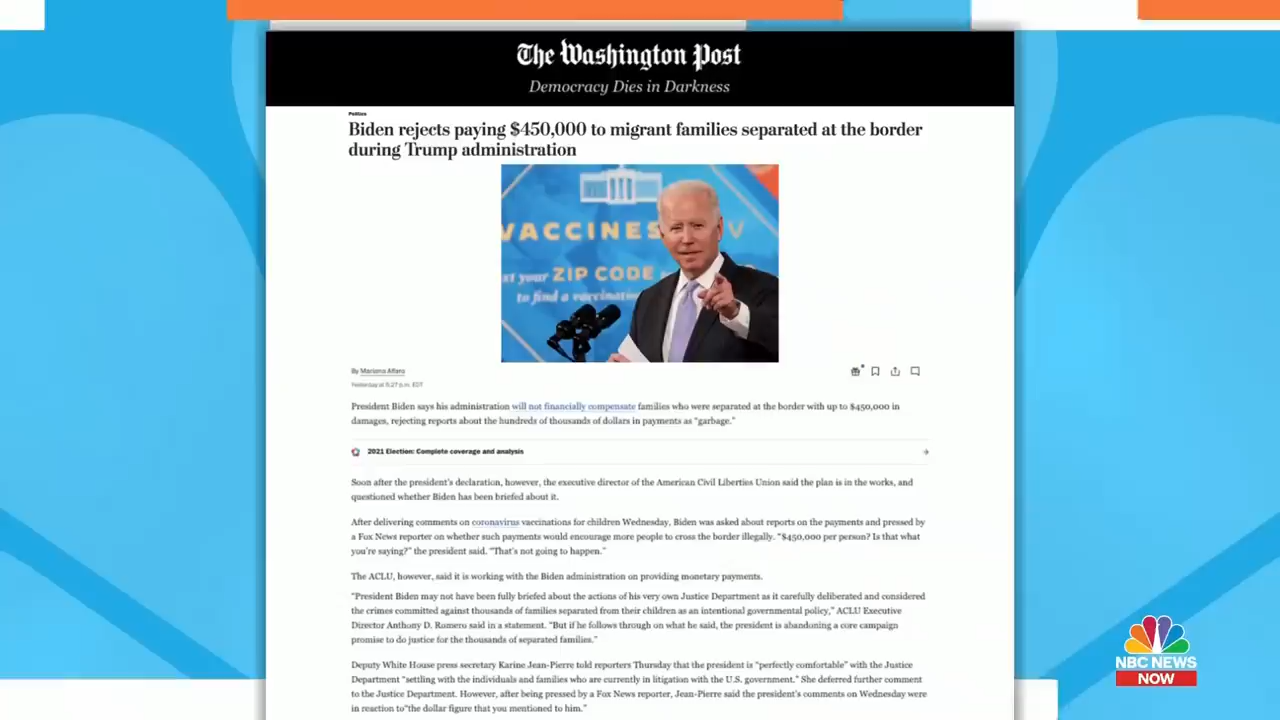 The Washington Post
Democracy Dies in Darkness
Politics
Biden rejects paying $450,000 to migrant families separated at the border
during Trump administration
VACCINES
ZIP CODE
to find a vaccinatio
By Mariana Alfaro
Yesterday at 5:27 p.m. EDT
President Biden says his administration will not financially compensate families who were separated at the border with up to $450,000 in
damages, rejecting reports about the hundreds of thousands of dollars in payments as “garbage.”
2021 Election: Complete coverage and analysis
Soon after the president’s declaration, however, the executive director of the American Civil Liberties Union said the plan is in the works, and
questioned whether Biden has been briefed about it.
After delivering comments on coronavirus vaccinations for children Wednesday, Biden was asked about reports on the payments and pressed by
a Fox News reporter on whether such payments would encourage more people to cross the border illegally. “$450,000 per person? Is that what
you’re saying?” the president said. “That’s not going to happen.”
The ACLU, however, said it is working with the Biden administration on providing monetary payments.
“President Biden may not have been fully briefed about the actions of his very own Justice Department as it carefully deliberated and considered
the crimes committed against thousands of families separated from their children as an intentional governmental policy,” ACLU Executive
Director Anthony D. Romero said in a statement. “But if he follows through on what he said, the president is abandoning a core campaign
promise to do justice for the thousands of separated families.”
Deputy White House press secretary Karine Jean-Pierre told reporters Thursday that the president is “perfectly comfortable” with the Justice
Department “settling with the individuals and families who are currently in litigation with the U.S. government.” She deferred further comment
to the Justice Department. However, after being pressed by a Fox News reporter, Jean-Pierre said the president’s comments on Wednesday were
in reaction to“the dollar figure that you mentioned to him.”
NBC NEWS
NOW